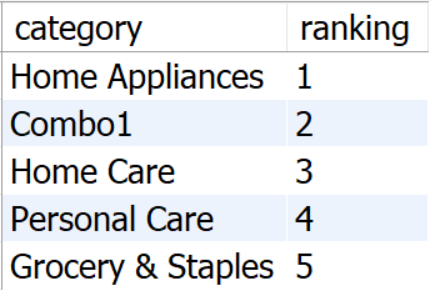 category ranking
Home Appliances 1
Combo1 2
Home Care 3
Personal Care 4
Grocery & Staples 5